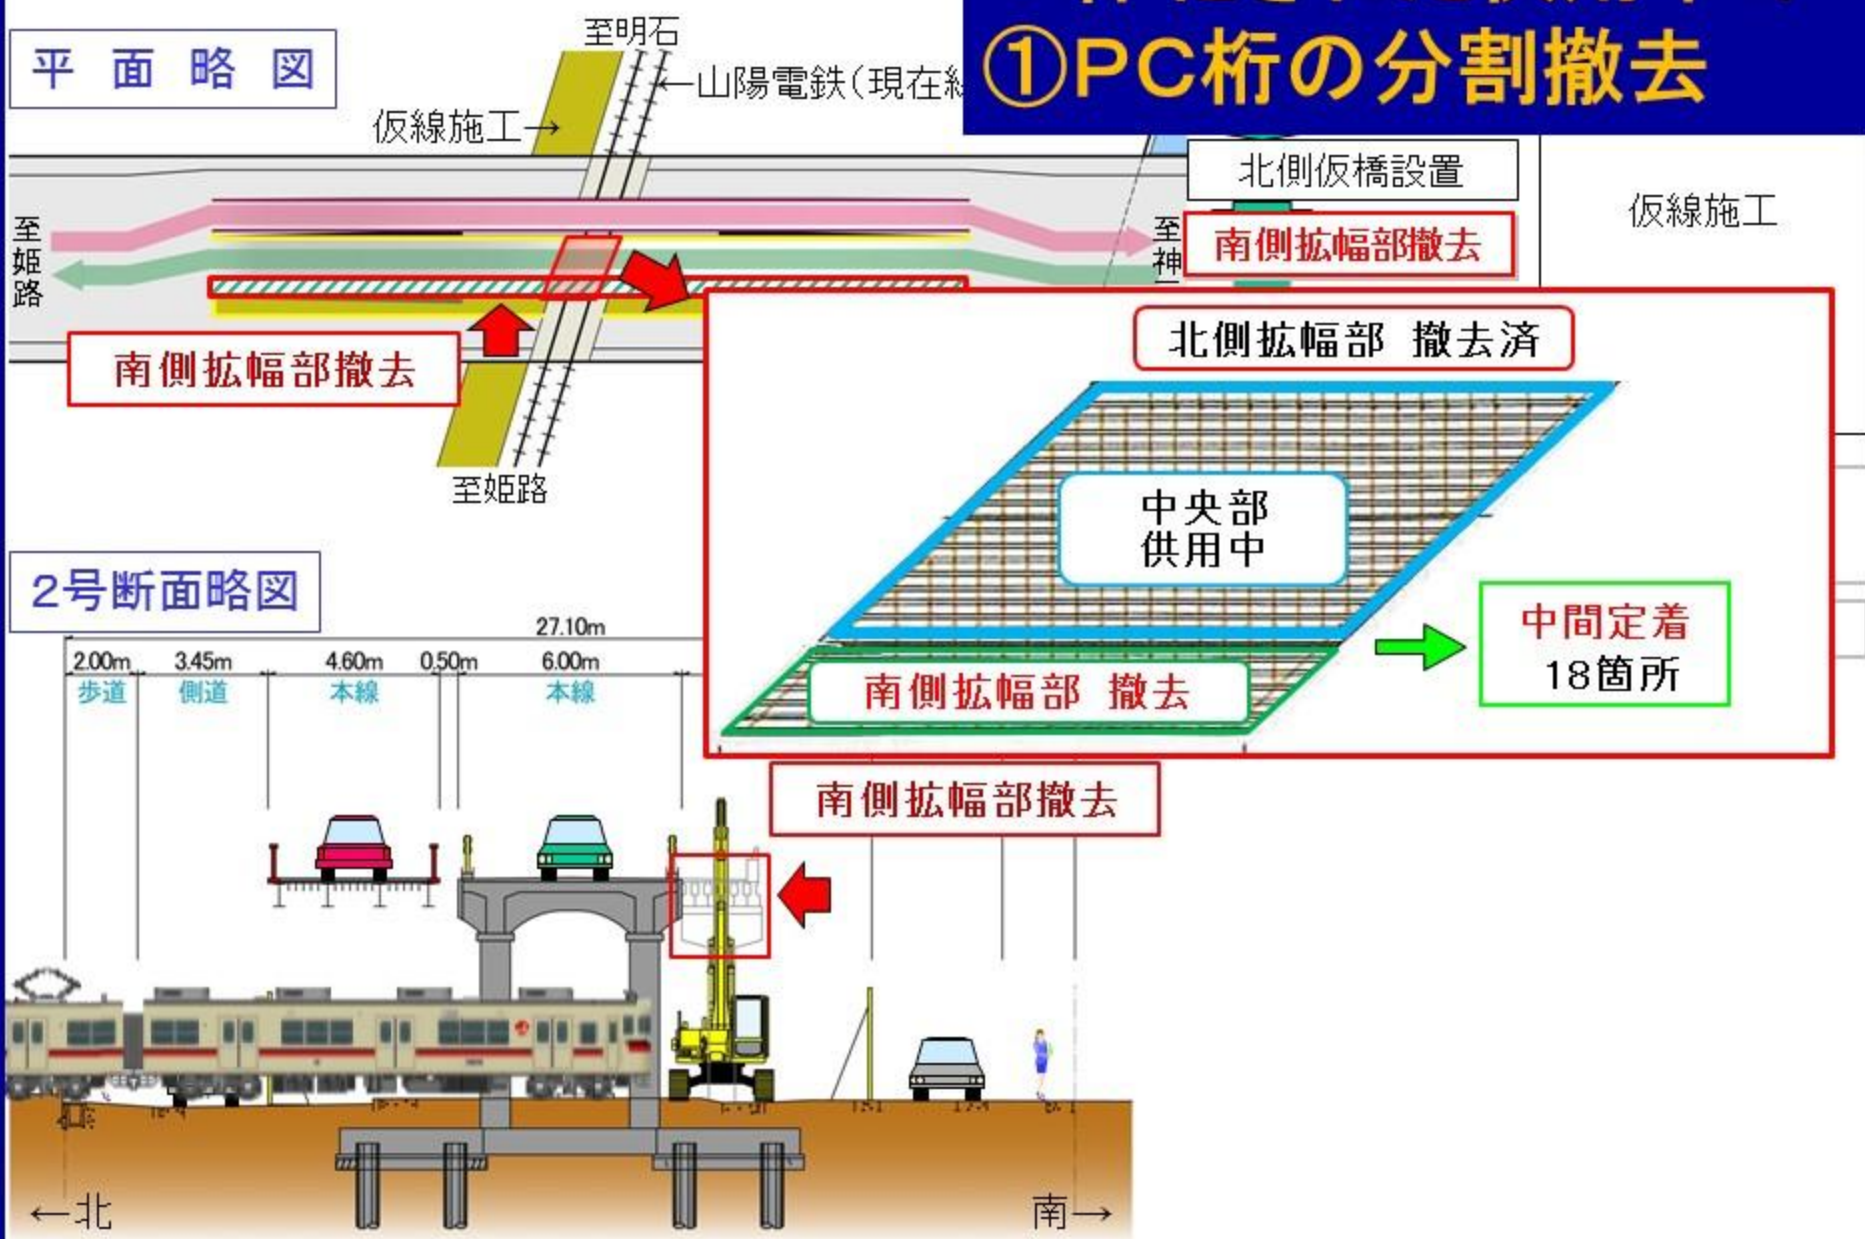 ①PC桁の分割撤去
平面略図
至明石
←山陽電鉄(現在
仮線施工→
北側仮橋設置
仮線施工
至姫路
至神
南側拡幅部撤去
南側拡幅部撤去
北側拡幅部 撤去済
至姫路
中央部
供用中
2号断面略図
中間定着
18箇所
27.10m
2.00m 3.45m 4.60m 0.50m 6.00m
歩道 側道 本線 本線
南側拡幅部 撤去
南側拡幅部撤去
←北
南→